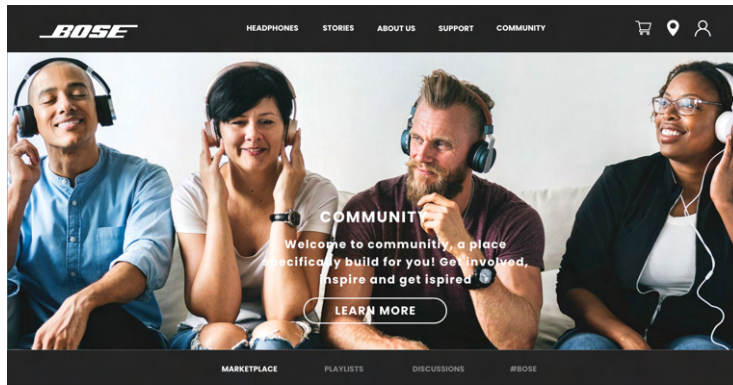 BOSE
HEADPHONES STORIES ABOUT US SUPPORT COMMUNITY
COMMUNITY
Welcome to communitiy, a place
specifically build for you! Get involved,
inspire and get ispired
LEARN MORE
MARKETPLACE PLAYLISTS DISCUSSIONS #BOSE